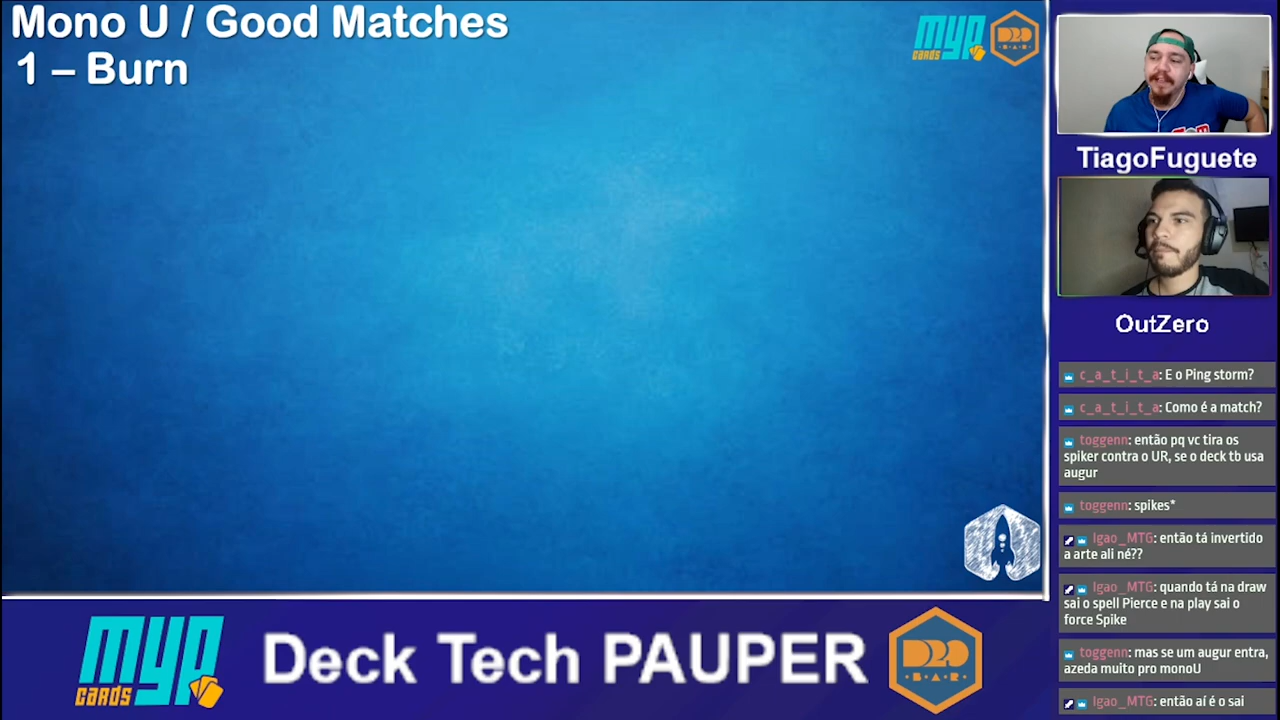 Mono U / Good Matches
1 – Burn
myp
CARDS
D20
BAR
TiagoFuguete
OutZero
c_a_t_i_t_a: E o Ping storm?
c_a_t_i_t_a: Como é a match?
toggenn: então pq vc tira os
spiker contra o UR, se o deck tb usa
augur
toggenn: spikes*
Igao_MTG: então tá invertido
a arte ali né??
Igao_MTG: quando tá na draw
sai o spell Pierce e na play sai o
force Spike
toggenn: mas se um augur entra,
azeda muito pro monoU
Igao_MTG: então aí é o sai
myp
CARDS
Deck Tech PAUPER
D20
BAR